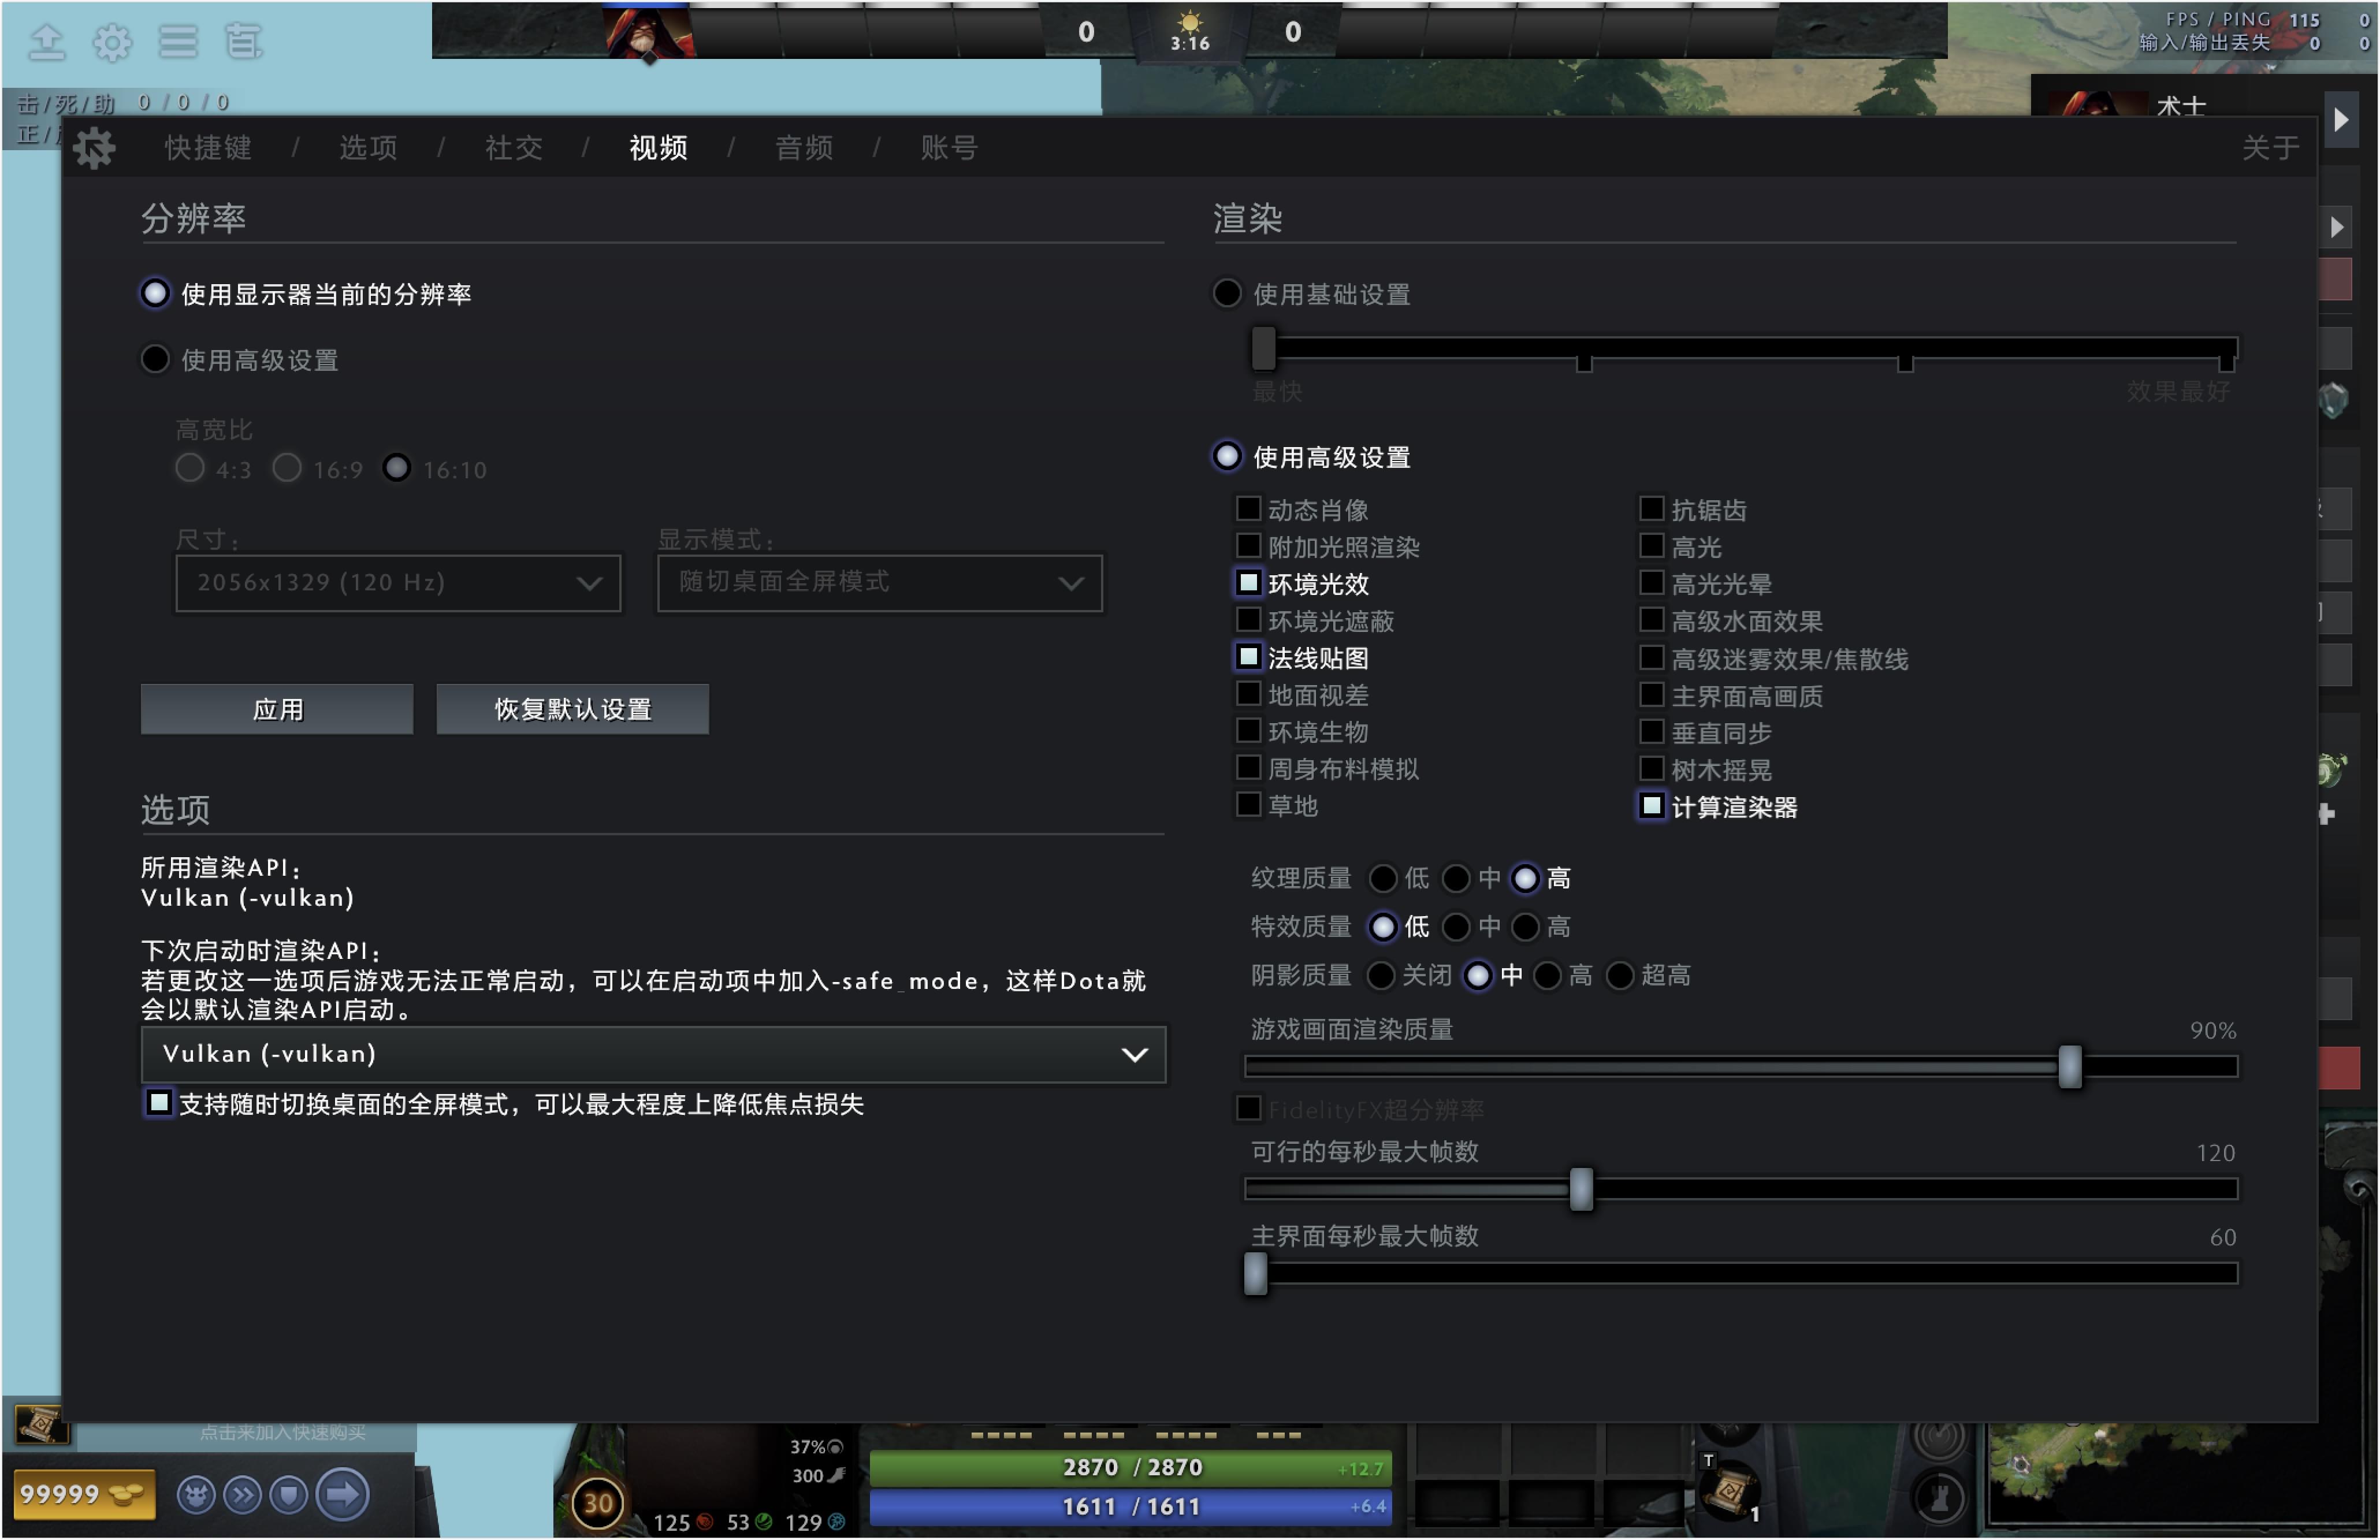 0
3:16
0
FPS / PING 115 0
输入/输出丢失 0 0
击/死/助 0 / 0 / 0
正/
术士
快捷键 / 选项 / 社交 / 视频 / 音频 / 账号
关于
分辨率
使用显示器当前的分辨率
使用高级设置
高宽比
4:3 16:9 16:10
尺寸：
显示模式：
2056x1329 (120 Hz)
随切桌面全屏模式
应用
恢复默认设置
选项
所用渲染API：
Vulkan (-vulkan)
下次启动时渲染API：
若更改这一选项后游戏无法正常启动，可以在启动项中加入-safe_mode，这样Dota就
会以默认渲染API启动。
Vulkan (-vulkan)
支持随时切换桌面的全屏模式，可以最大程度上降低焦点损失
渲染
使用基础设置
最快
效果最好
使用高级设置
动态肖像
附加光照渲染
环境光效
环境光遮蔽
法线贴图
地面视差
环境生物
周身布料模拟
草地
抗锯齿
高光
高光光晕
高级水面效果
高级迷雾效果/焦散线
主界面高画质
垂直同步
树木摇晃
计算渲染器
纹理质量 低 中 高
特效质量 低 中 高
阴影质量 关闭 中 高 超高
游戏画面渲染质量 90%
FidelityFX超分辨率
可行的每秒最大帧数 120
主界面每秒最大帧数 60
点击来加入快速购买
99999
30
37%
300
125 53 129
2870 / 2870 +12.7
1611 / 1611 +6.4
T
1